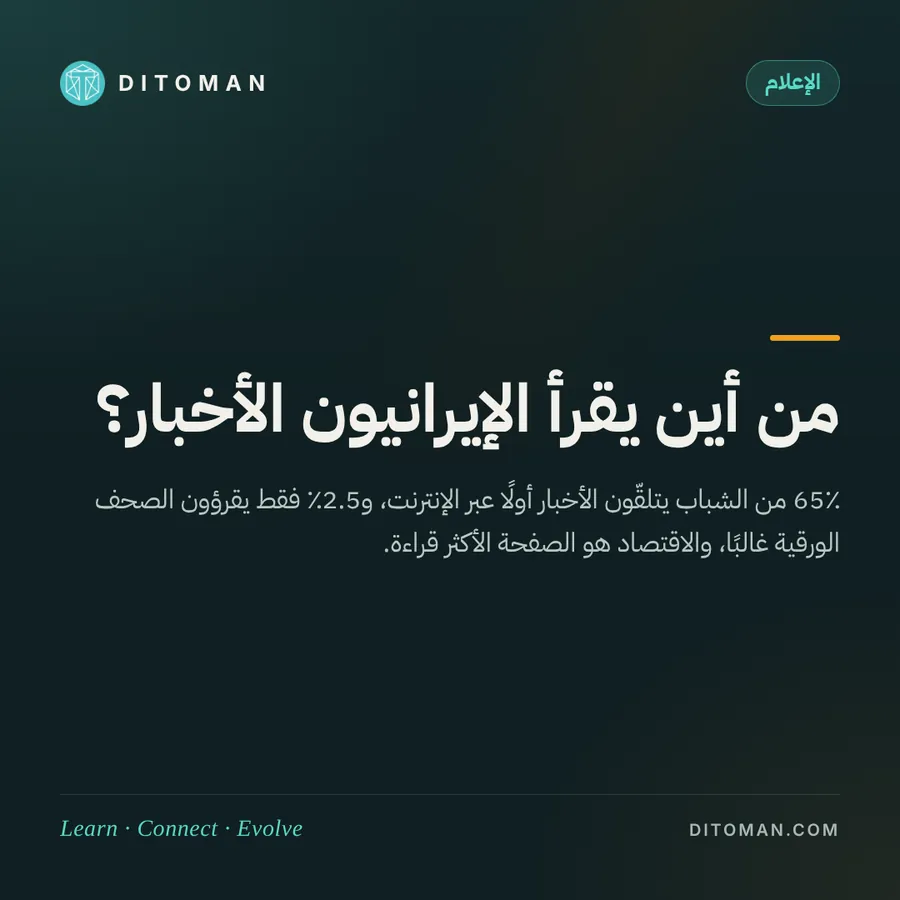 DITOMAN
الإعلام
من أين يقرأ الإيرانيون الأخبار؟
65٪ من الشباب يتلقّون الأخبار أولًا عبر الإنترنت، و2.5٪ فقط يقرؤون الصحف
الورقية غالبًا، والاقتصاد هو الصفحة الأكثر قراءة.
Learn · Connect · Evolve
DITOMAN.COM